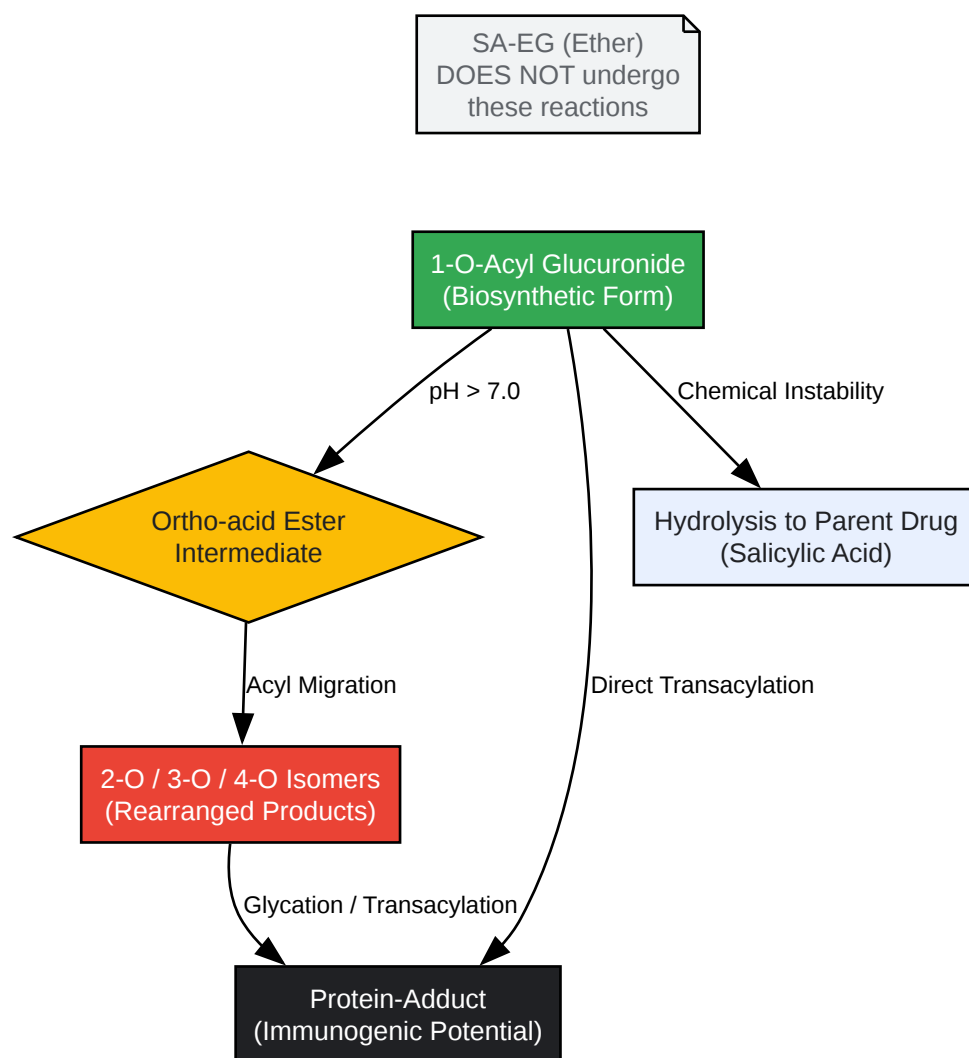 SA-EG (Ether)
DOES NOT undergo
these reactions
1-O-Acyl Glucuronide
(Biosynthetic Form)
pH > 7.0
Chemical Instability
Ortho-acid Ester
Intermediate
Hydrolysis to Parent Drug
(Salicylic Acid)
Acyl Migration
Direct Transacylation
2-O / 3-O / 4-O Isomers
(Rearranged Products)
Glycation / Transacylation
Protein-Adduct
(Immunogenic Potential)